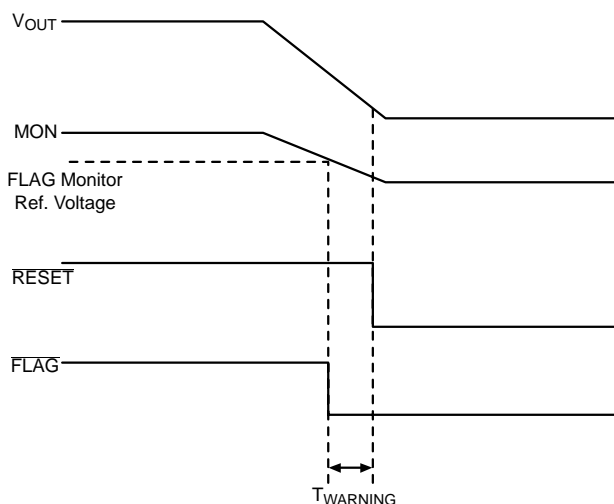 VOUT
MON
FLAG Monitor
Ref. Voltage
RESET
FLAG
TWARNING